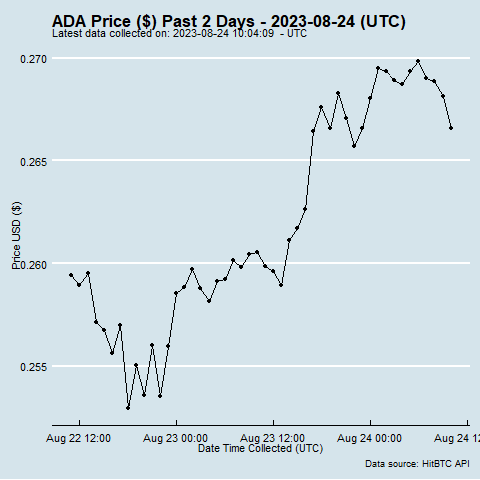 ADA Price ($) Past 2 Days - 2023-08-24 (UTC)
Latest data collected on: 2023-08-24 10:04:09  - UTC
0.270
0.265
0.260
0.255
Price USD ($)
Aug 22 12:00 Aug 23 00:00 Aug 23 12:00 Aug 24 00:00 Aug 24 12
Date Time Collected (UTC)
Data source: HitBTC API